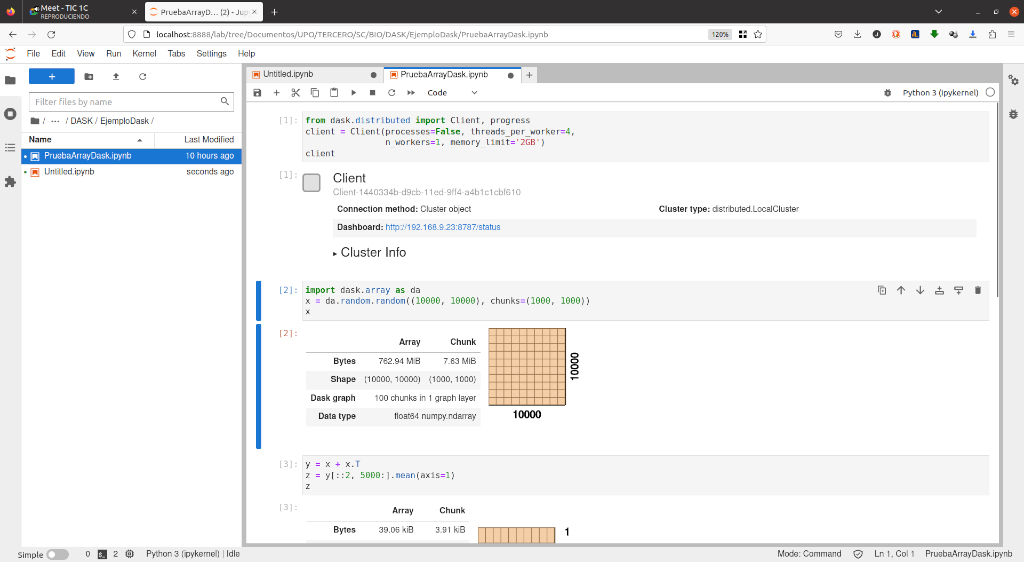 Meet - TIC 1C
REPRODUCIENDO
PruebaArrayD... (2) - Jup
localhost:8888/lab/tree/Documentos/UPO/TERCERO/SC/BIO/DASK/EjemploDask/PruebaArrayDask.ipynb
120%
File Edit View Run Kernel Tabs Settings Help
Filter files by name
/ ··· / DASK / EjemploDask /
Name Last Modified
PruebaArrayDask.ipynb 10 hours ago
Untitled.ipynb seconds ago
Untitled.ipynb
PruebaArrayDask.ipynb
Code
Python 3 (ipykernel)
[1]: from dask.distributed import Client, progress
client = Client(processes=False, threads_per_worker=4,
n_workers=1, memory_limit='2GB')
client
[1]: Client
Client-1440334b-d9cb-11ed-9ff4-a4b1c1cbf610
Connection method: Cluster object Cluster type: distributed.LocalCluster
Dashboard: http://192.168.9.23:8787/status
Cluster Info
[2]: import dask.array as da
x = da.random.random((10000, 10000), chunks=(1000, 1000))
x
[2]:
Array Chunk
Bytes 762.94 MiB 7.63 MiB
Shape (10000, 10000) (1000, 1000)
Dask graph 100 chunks in 1 graph layer
Data type float64 numpy.ndarray
10000
10000
[3]: y = x + x.T
z = y[::2, 5000:].mean(axis=1)
z
[3]:
Array Chunk
Bytes 39.06 kiB 3.91 kiB
1
Simple 0 2 Python 3 (ipykernel) | Idle
Mode: Command Ln 1, Col 1 PruebaArrayDask.ipynb